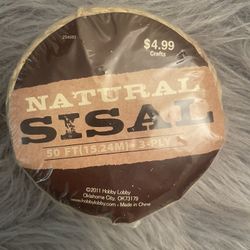 254983
$4.99
Crafts
NATURAL
SISAL
50 FT(15.24M)• 3-PLY
©2011 Hobby Lobby
Oklahoma City, OK73179
www.hobbylobby.com • Made in China